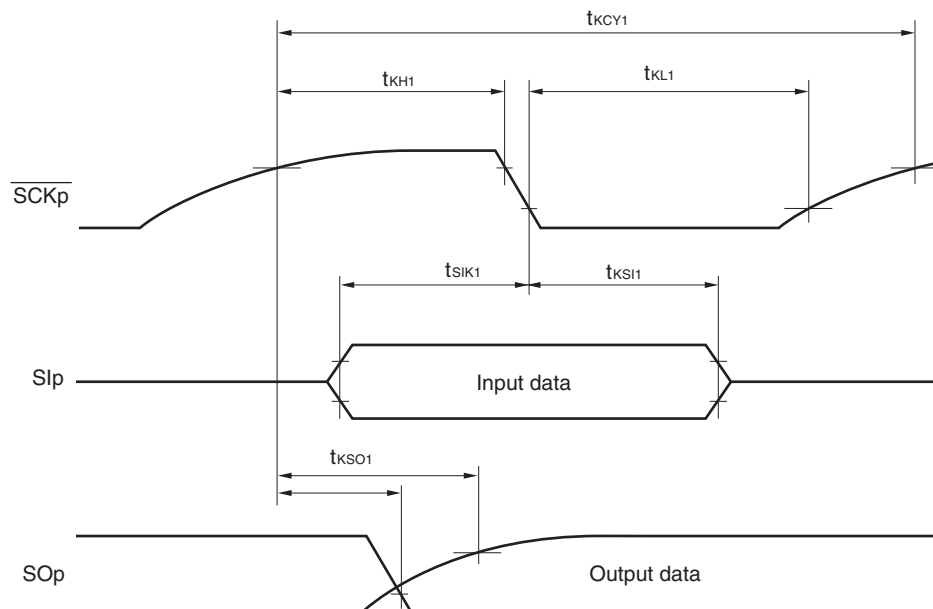 tKCY1
tKH1
tKL1
SCKp
tSIK1
tKSI1
SIp
Input data
tKSO1
SOp
Output data